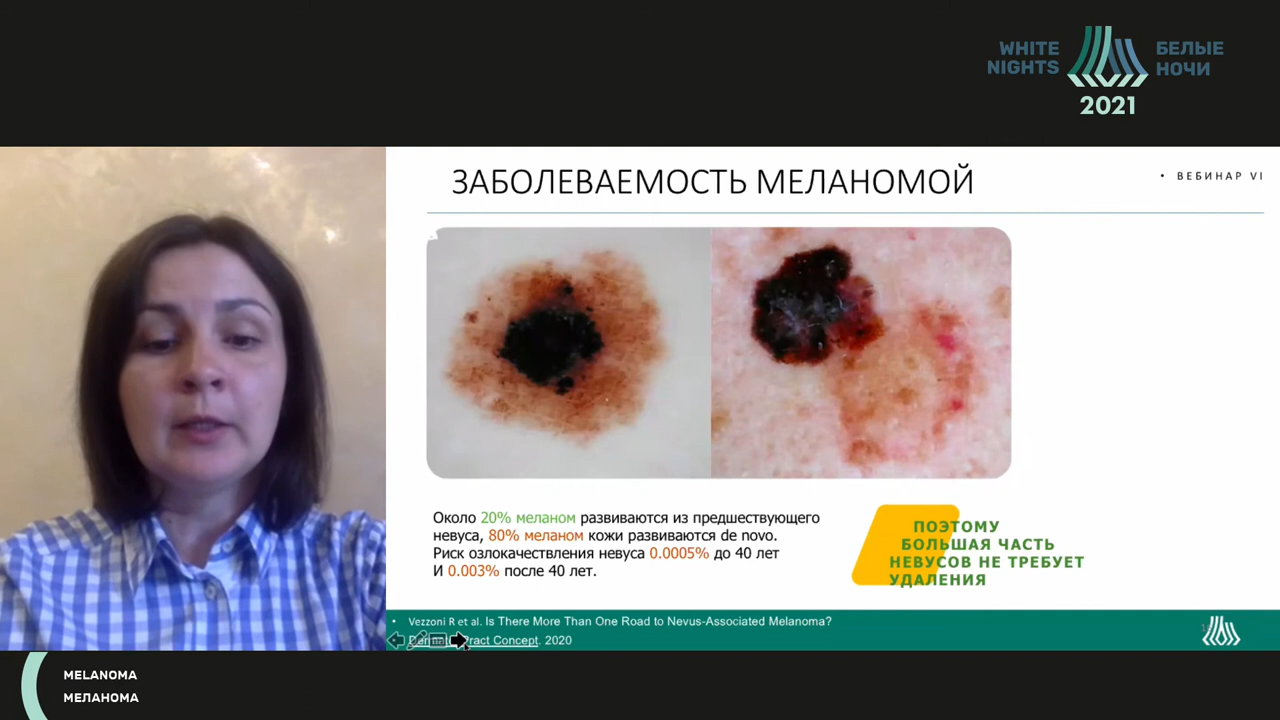 WHITE
NIGHTS
БЕЛЫЕ
НОЧИ
2021
ЗАБОЛЕВАЕМОСТЬ МЕЛАНОМОЙ
• ВЕБИНАР VI
Около 20% меланом развиваются из предшествующего
невуса, 80% меланом кожи развиваются de novo.
Риск озлокачествления невуса 0.0005% до 40 лет
И 0.003% после 40 лет.
ПОЭТОМУ
БОЛЬШАЯ ЧАСТЬ
НЕВУСОВ НЕ ТРЕБУЕТ
УДАЛЕНИЯ
• Vezzoni R et al. Is There More Than One Road to Nevus-Associated Melanoma?
Pract Concept. 2020
MELANOMA
МЕЛАНОМА